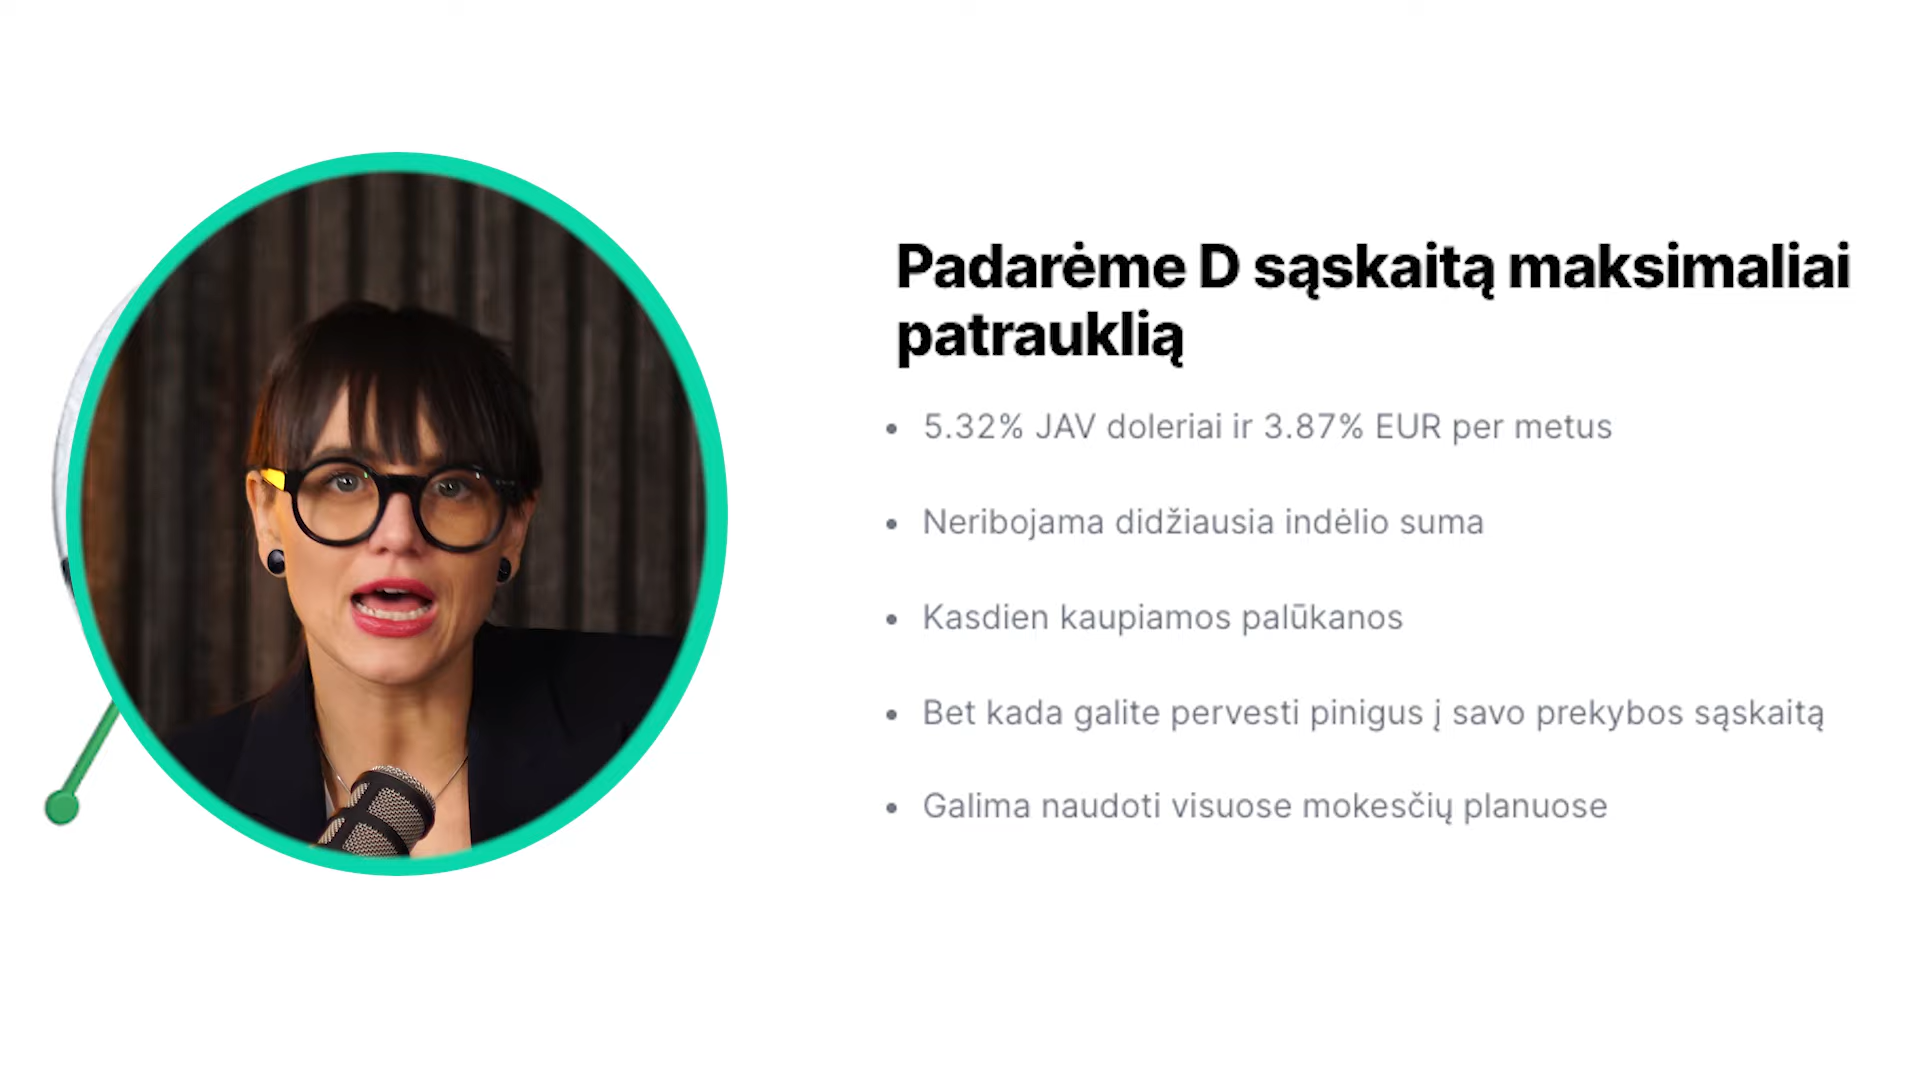 Padarėme D sąskaitą maksimaliai
patrauklią
• 5.32% JAV doleriai ir 3.87% EUR per metus
• Neribojama didžiausia indėlio suma
• Kasdien kaupiamos palūkanos
• Bet kada galite pervesti pinigus į savo prekybos sąskaitą
• Galima naudoti visuose mokesčių planuose